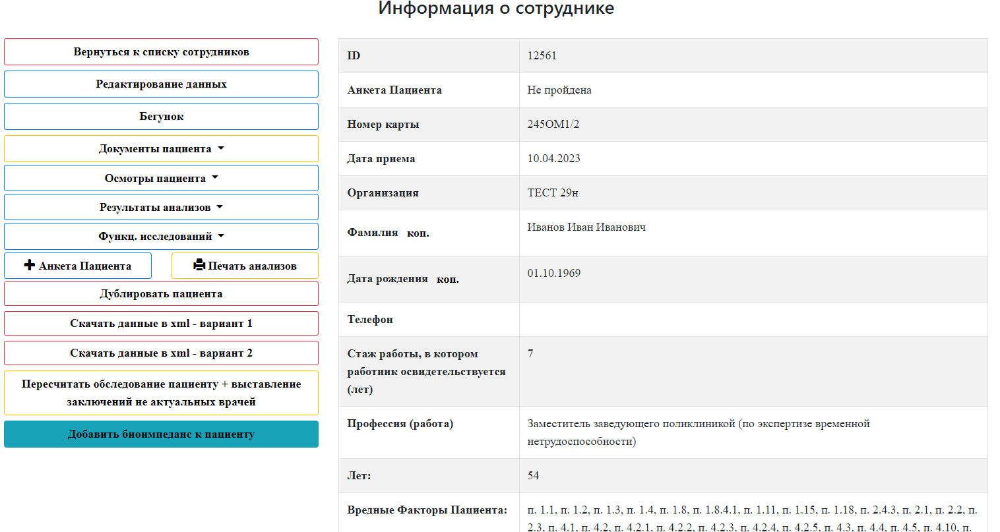 Информация о сотруднике
Вернуться к списку сотрудников
Редактирование данных
Бегунок
Документы пациента
Осмотры пациента
Результаты анализов
Функц. исследований
Анкета Пациента
Печать анализов
Дублировать пациента
Скачать данные в xml - вариант 1
Скачать данные в xml - вариант 2
Пересчитать обследование пациенту + выставление
заключений не актуальных врачей
Добавить биоимпеданс к пациенту
ID 12561
Анкета Пациента Не пройдена
Номер карты 245ОМ1/2
Дата приема 10.04.2023
Организация ТЕСТ 29н
Фамилия коп. Иванов Иван Иванович
Дата рождения коп. 01.10.1969
Телефон
Стаж работы, в котором 7
работник освидетельствуется
(лет)
Профессия (работа) Заместитель заведующего поликлиникой (по экспертизе временной
нетрудоспособности)
Лет: 54
Вредные Факторы Пациента: п. 1.1, п. 1.2, п. 1.3, п. 1.4, п. 1.8, п. 1.8.4.1, п. 1.11, п. 1.15, п. 1.18, п. 2.4.3, п. 2.1, п. 2.2, п.
2.3, п. 4.1, п. 4.2, п. 4.2.1, п. 4.2.2, п. 4.2.3, п. 4.2.4, п. 4.2.5, п. 4.3, п. 4.4, п. 4.5, п. 4.10, п.